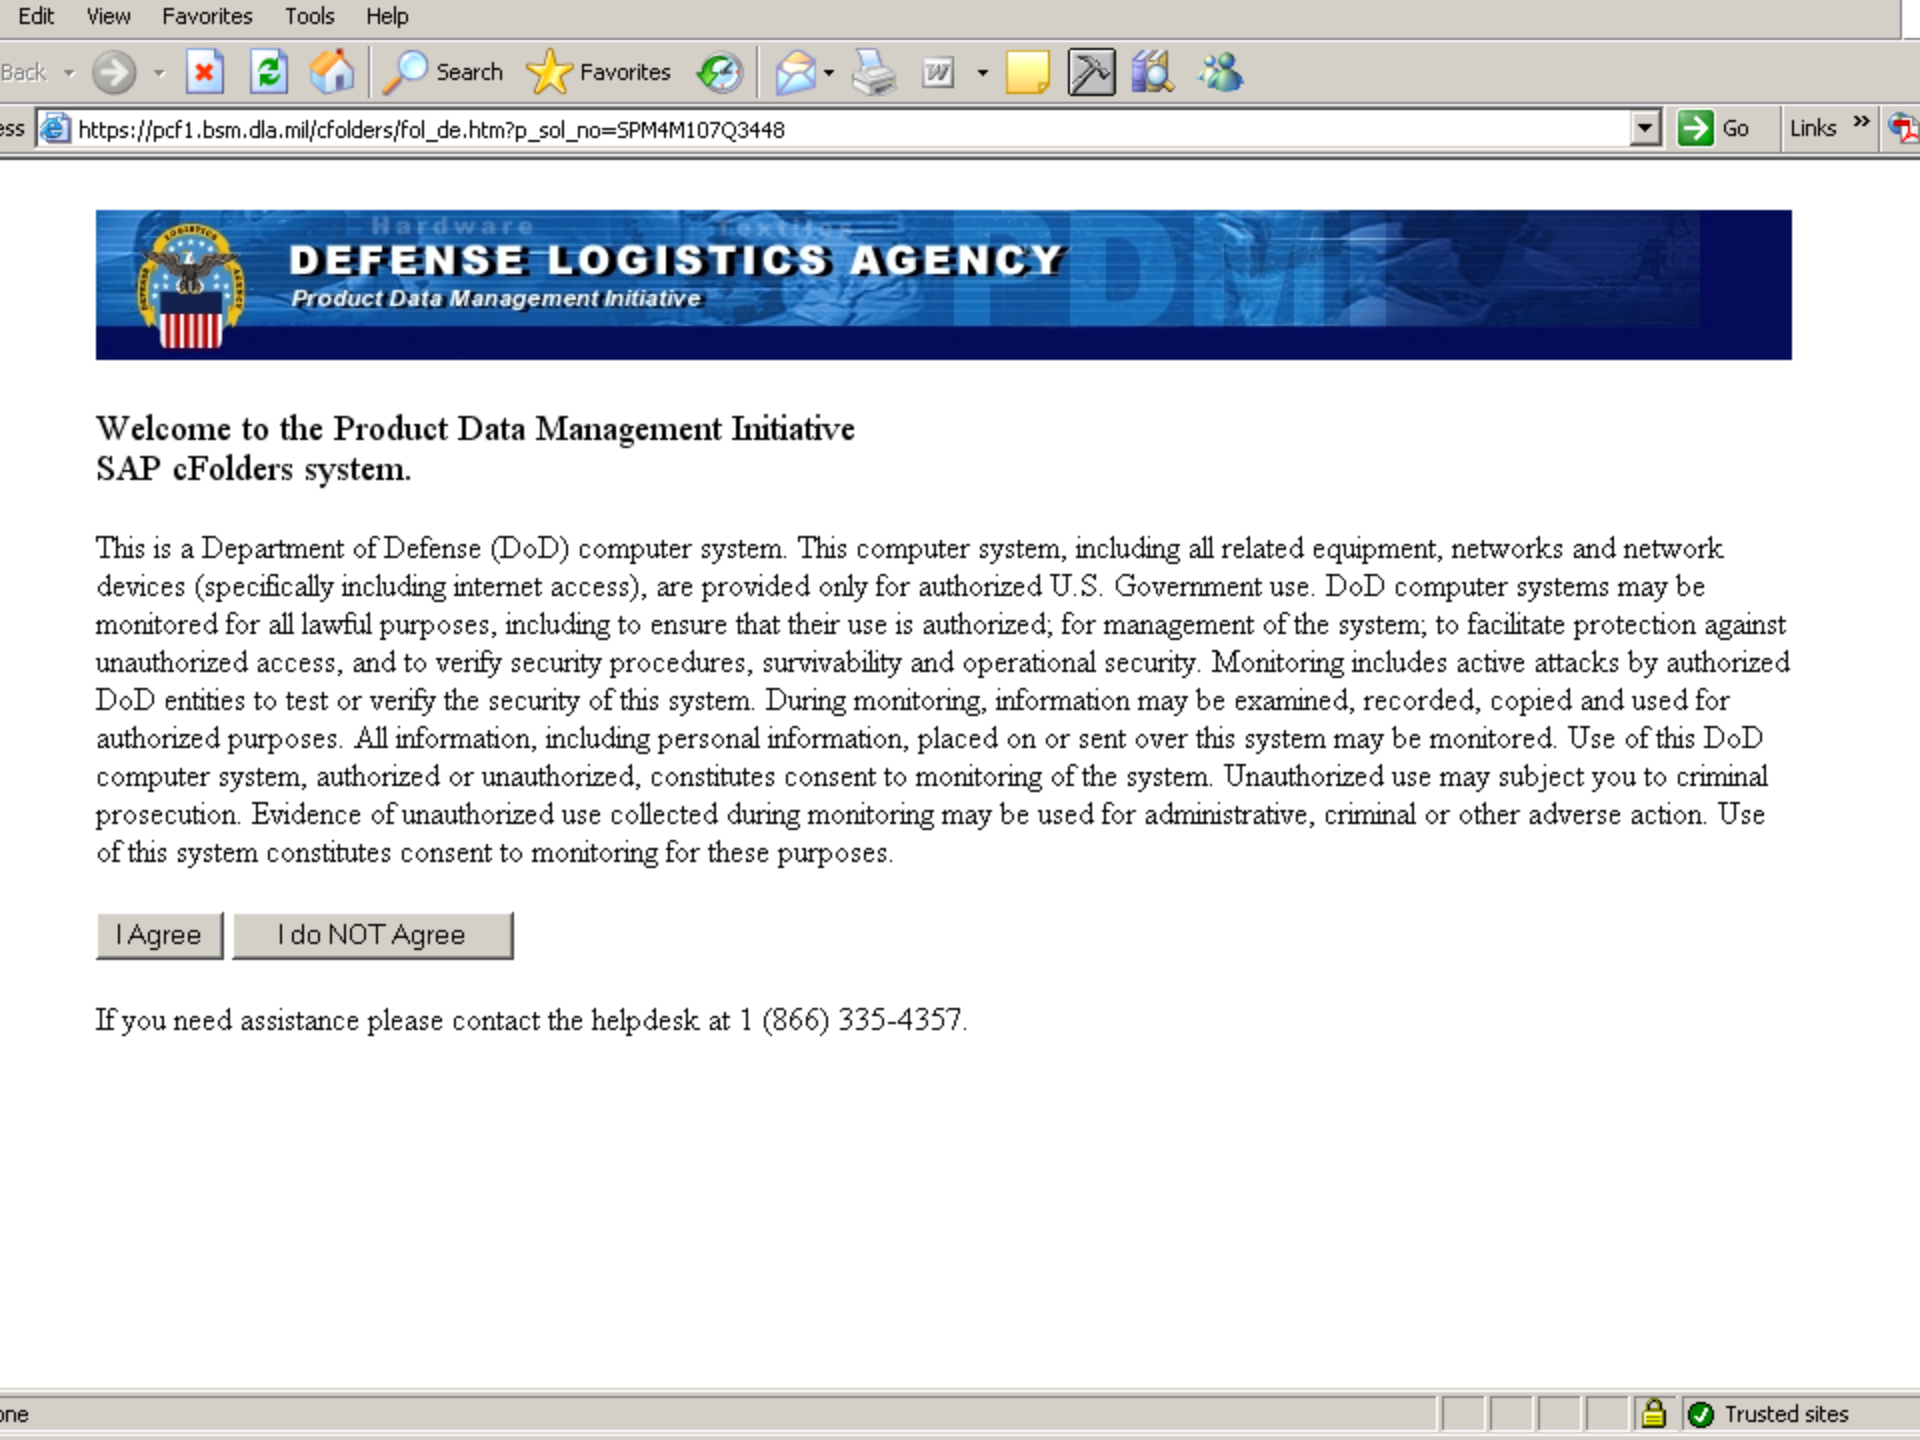 Edit View Favorites Tools Help
Back Search Favorites
ess https://pcf1.bsm.dla.mil/cfolders/fol_de.htm?p_sol_no=SPM4M107Q3448 Go Links »
Hardware Textiles PDMI
DEFENSE LOGISTICS AGENCY
Product Data Management Initiative
Welcome to the Product Data Management Initiative
SAP cFolders system.
This is a Department of Defense (DoD) computer system. This computer system, including all related equipment, networks and network
devices (specifically including internet access), are provided only for authorized U.S. Government use. DoD computer systems may be
monitored for all lawful purposes, including to ensure that their use is authorized; for management of the system; to facilitate protection against
unauthorized access, and to verify security procedures, survivability and operational security. Monitoring includes active attacks by authorized
DoD entities to test or verify the security of this system. During monitoring, information may be examined, recorded, copied and used for
authorized purposes. All information, including personal information, placed on or sent over this system may be monitored. Use of this DoD
computer system, authorized or unauthorized, constitutes consent to monitoring of the system. Unauthorized use may subject you to criminal
prosecution. Evidence of unauthorized use collected during monitoring may be used for administrative, criminal or other adverse action. Use
of this system constitutes consent to monitoring for these purposes.
I Agree I do NOT Agree
If you need assistance please contact the helpdesk at 1 (866) 335-4357.
one Trusted sites